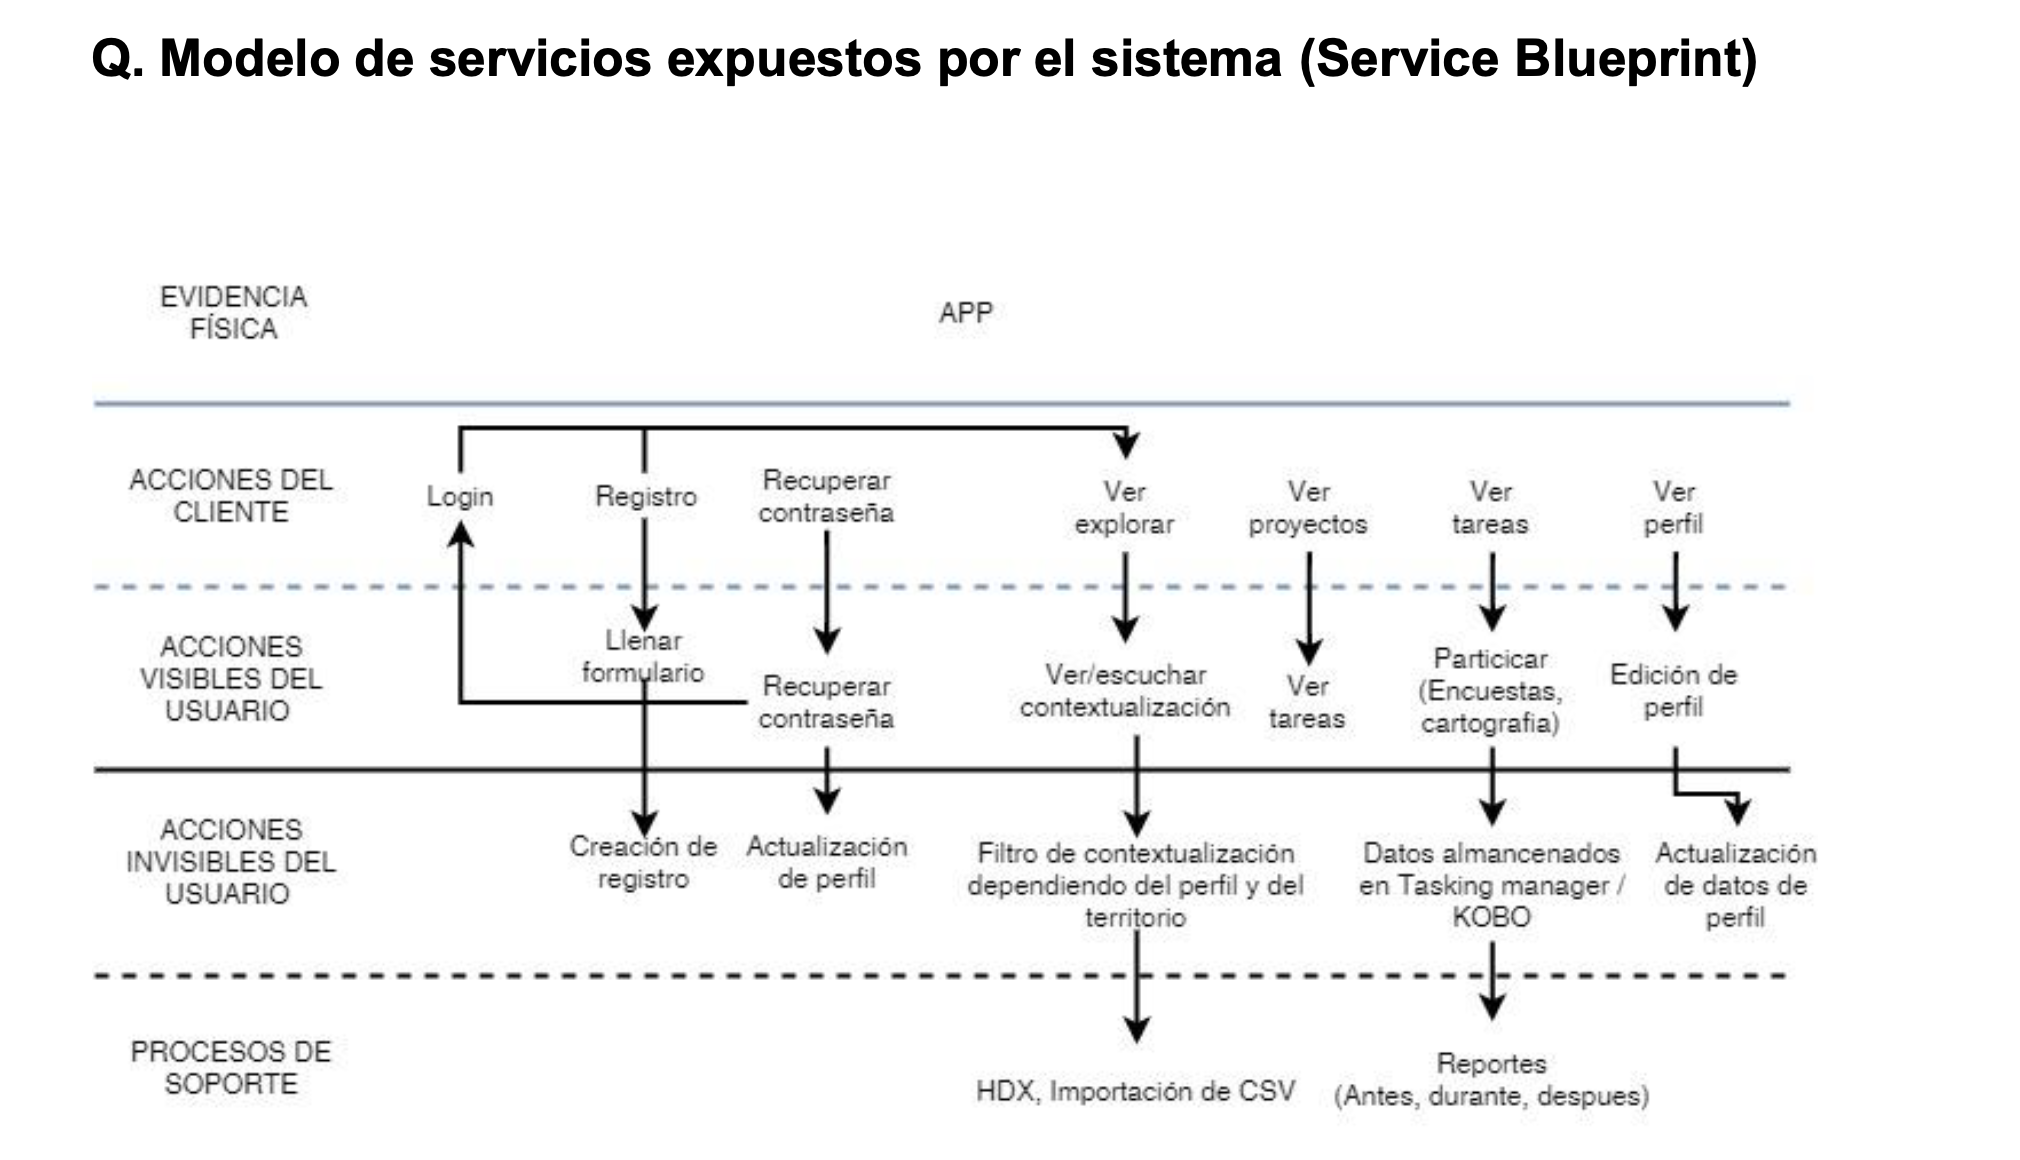 Q. Modelo de servicios expuestos por el sistema (Service Blueprint)
EVIDENCIA
FÍSICA
APP
ACCIONES DEL
CLIENTE
Login
Registro
Recuperar
contraseña
Ver
explorar
Ver
proyectos
Ver
tareas
Ver
perfil
ACCIONES
VISIBLES DEL
USUARIO
Llenar
formulario
Recuperar
contraseña
Ver/escuchar
contextualización
Ver
tareas
Particicar
(Encuestas,
cartografia)
Edición de
perfil
ACCIONES
INVISIBLES DEL
USUARIO
Creación de
registro
Actualización
de perfil
Filtro de contextualización
dependiendo del perfil y del
territorio
Datos almancenados
en Tasking manager /
KOBO
Actualización
de datos de
perfil
PROCESOS DE
SOPORTE
HDX, Importación de CSV
Reportes
(Antes, durante, despues)